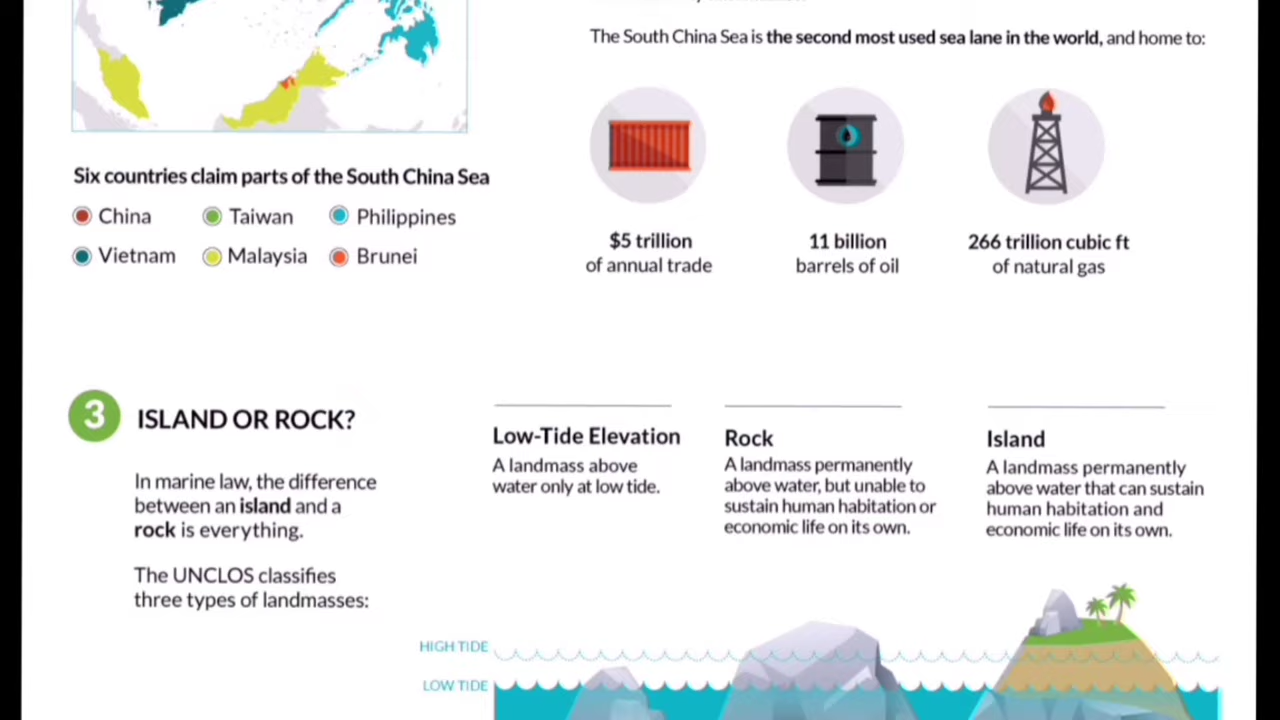 The South China Sea is the second most used sea lane in the world, and home to:
Six countries claim parts of the South China Sea
China
Taiwan
Philippines
Vietnam
Malaysia
Brunei
$5 trillion
of annual trade
11 billion
barrels of oil
266 trillion cubic ft
of natural gas
3
ISLAND OR ROCK?
In marine law, the difference
between an island and a
rock is everything.
The UNCLOS classifies
three types of landmasses:
Low-Tide Elevation
A landmass above
water only at low tide.
Rock
A landmass permanently
above water, but unable to
sustain human habitation or
economic life on its own.
Island
A landmass permanently
above water that can sustain
human habitation and
economic life on its own.
HIGH TIDE
LOW TIDE